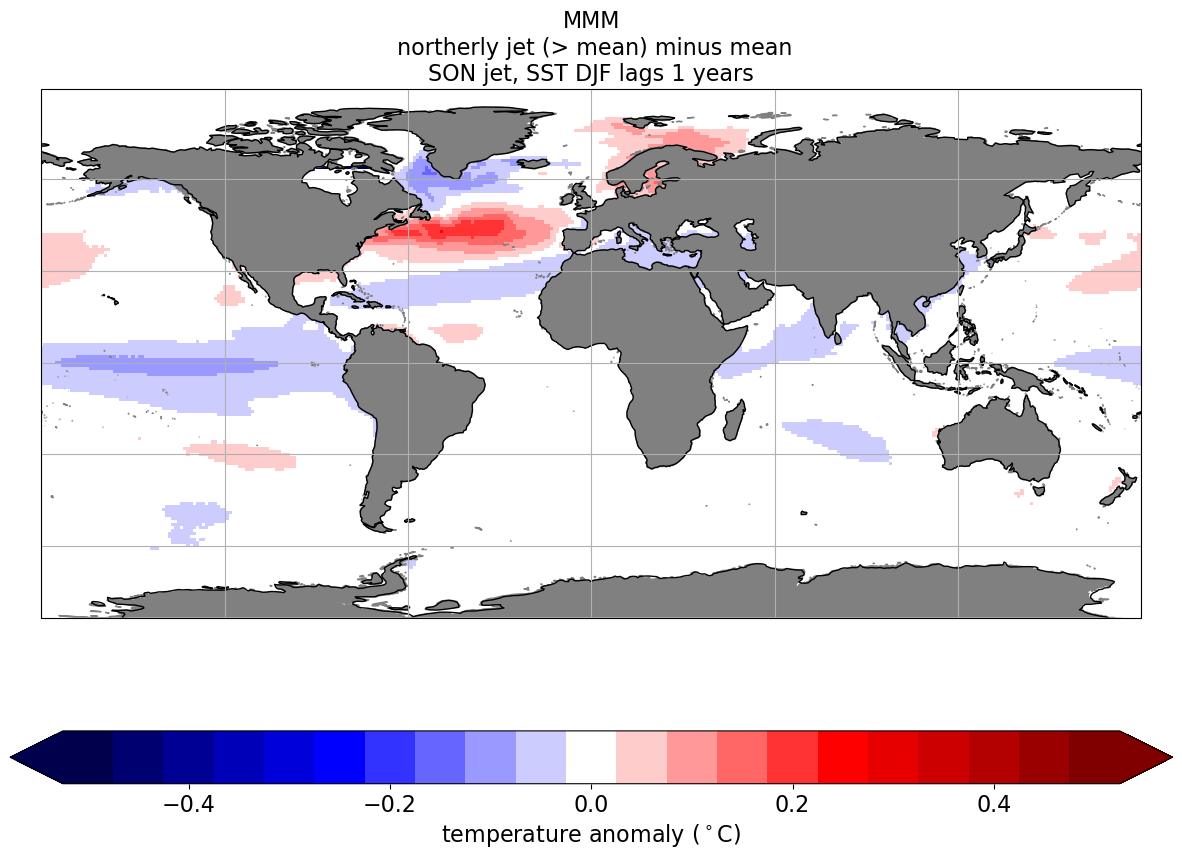 MMM
northerly jet (> mean) minus mean
SON jet, SST DJF lags 1 years
−0.4 −0.2 0.0 0.2 0.4
temperature anomaly (°C)